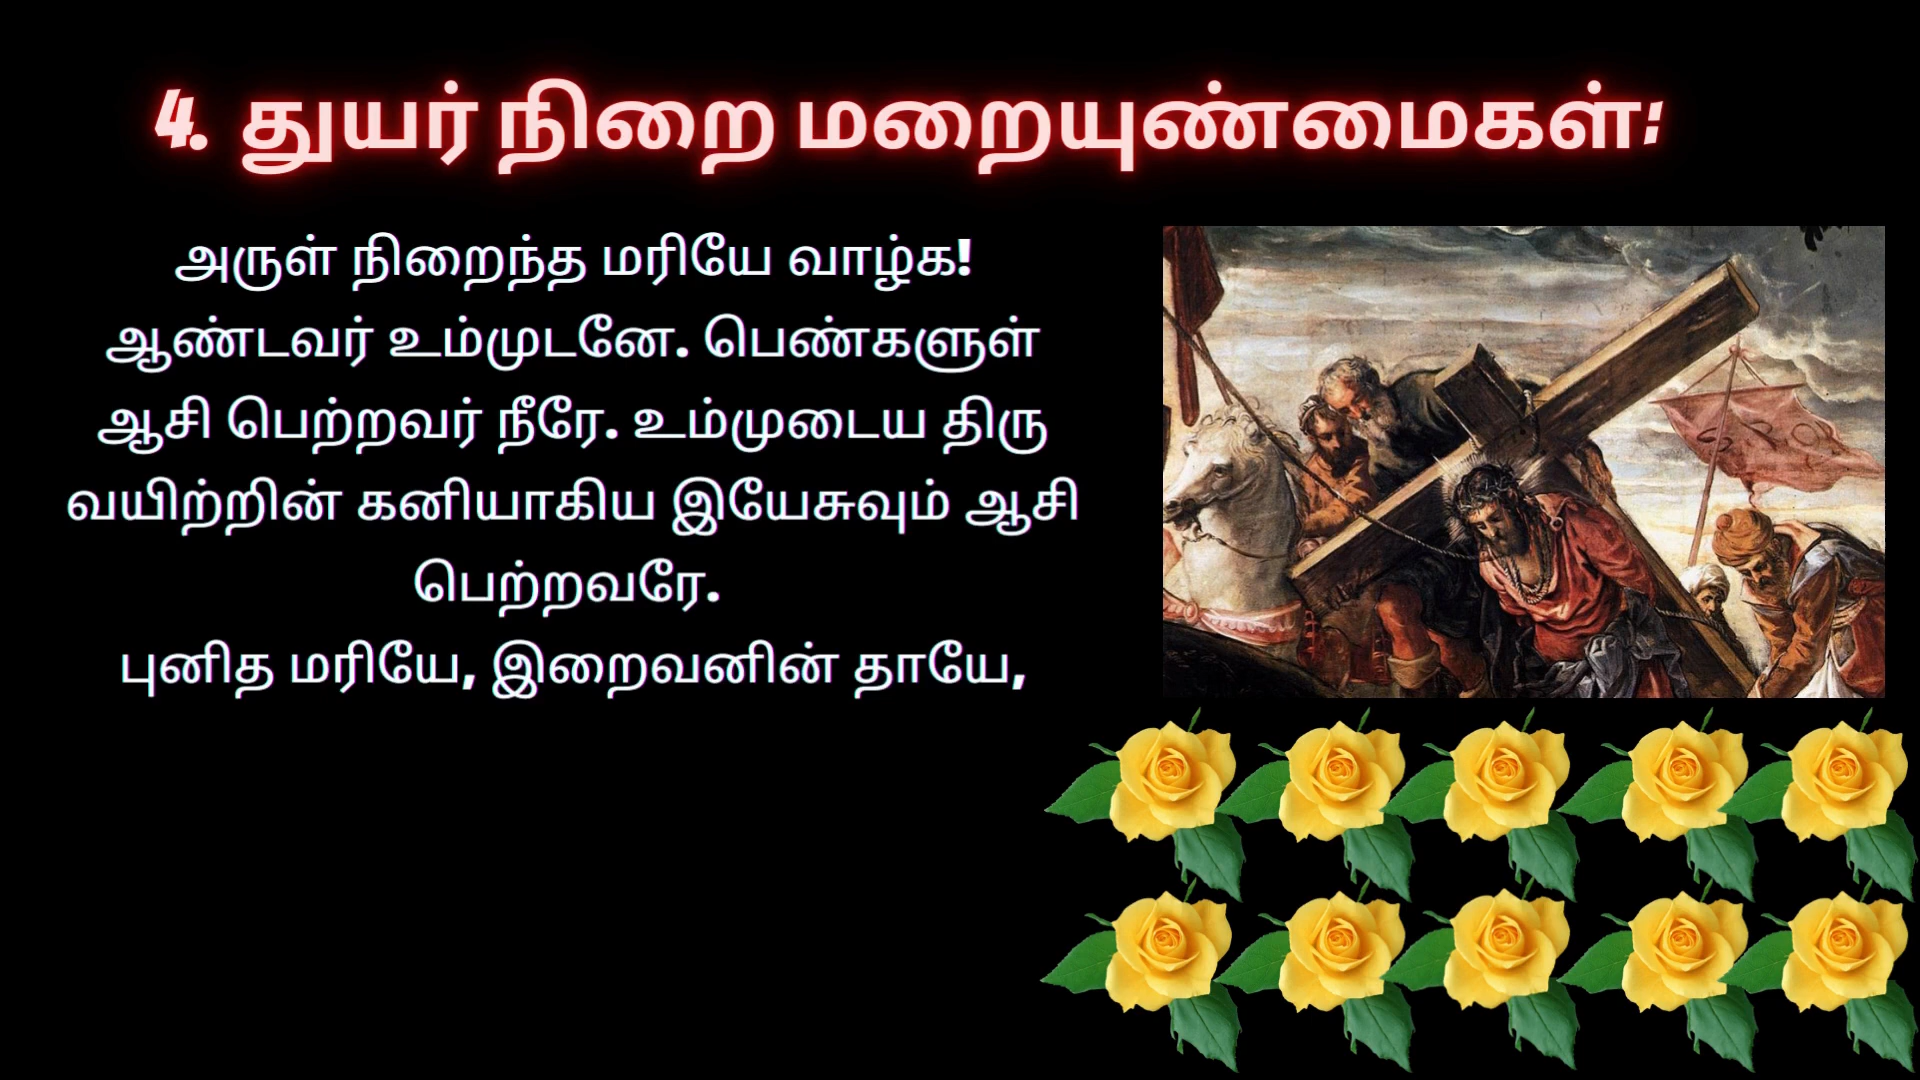 4. துயர் நிறை மறையுண்மைகள்:
அருள் நிறைந்த மரியே வாழ்க!
ஆண்டவர் உம்முடனே. பெண்களுள்
ஆசி பெற்றவர் நீரே. உம்முடைய திரு
வயிற்றின் கனியாகிய இயேசுவும் ஆசி
பெற்றவரே.
புனித மரியே, இறைவனின் தாயே,